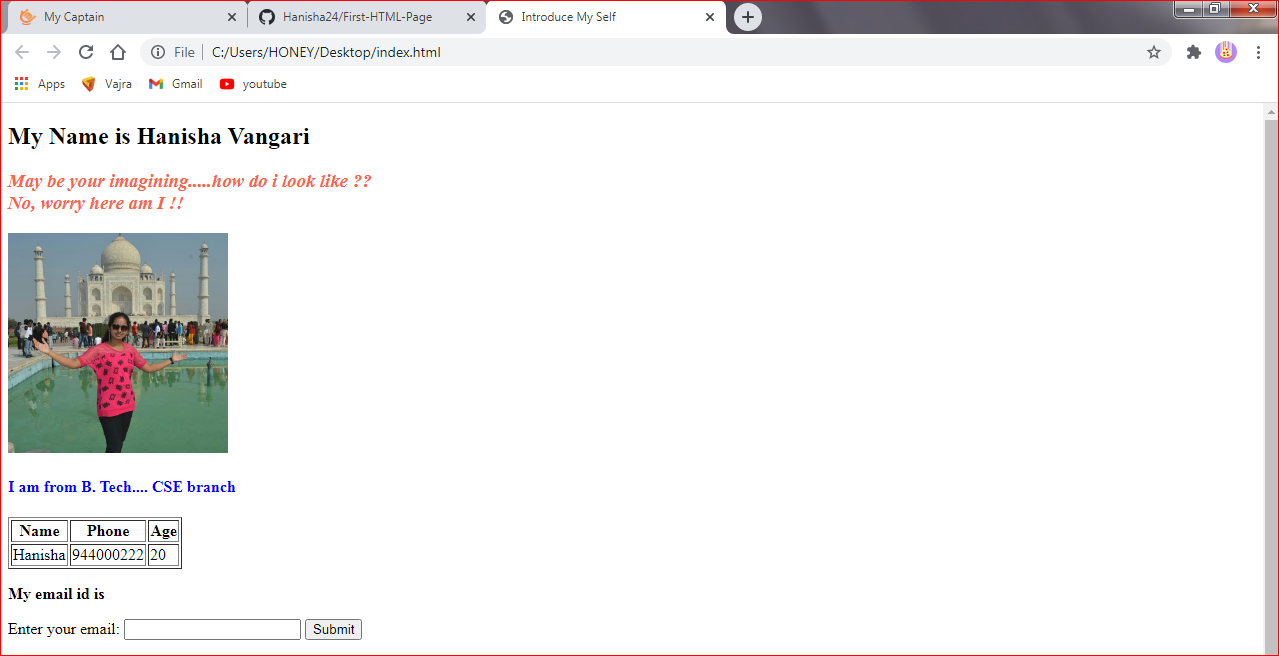 My Captain
Hanisha24/First-HTML-Page
Introduce My Self
File
C:/Users/HONEY/Desktop/index.html
Apps
Vajra
Gmail
youtube
My Name is Hanisha Vangari
May be your imagining.....how do i look like ??
No, worry here am I !!
I am from B. Tech.... CSE branch
Name Phone Age
Hanisha 944000222 20
My email id is
Enter your email: Submit